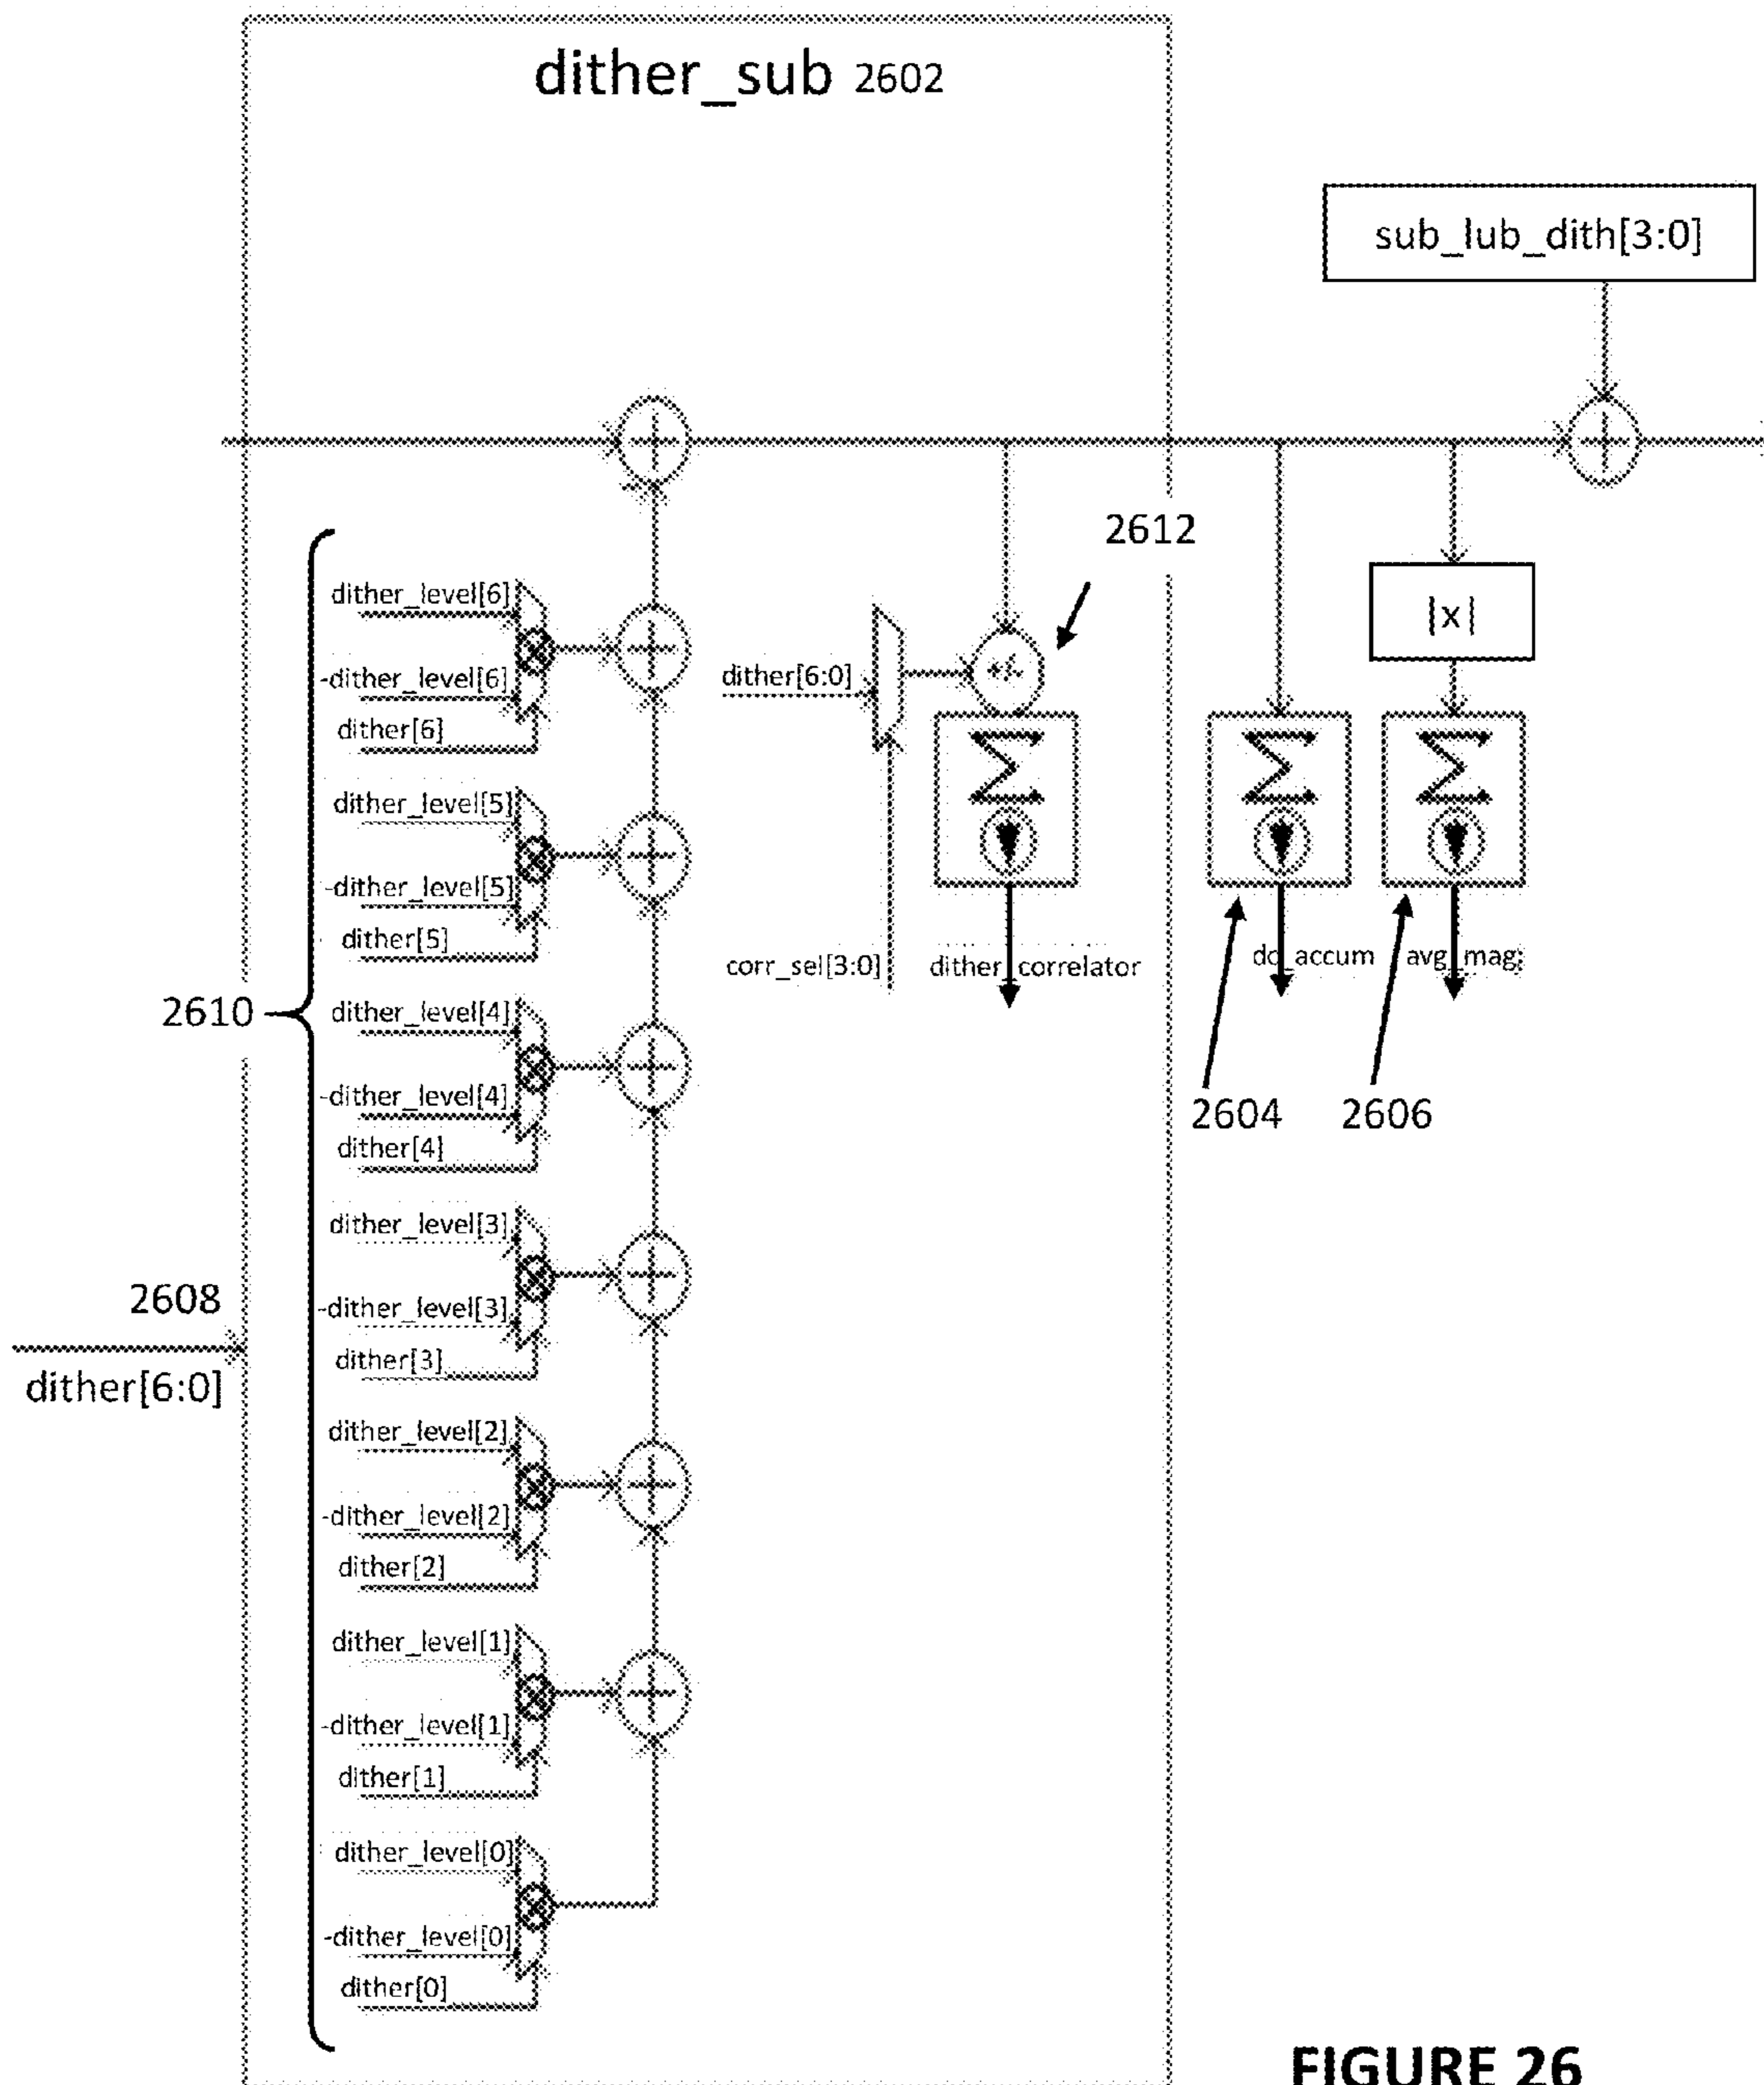 dither_sub 2602
sub_lub_dith[3:0]
2612
|x|
dither_level[6]
-dither_level[6]
dither[6]
dither[6:0]
+/-
Σ
Σ
Σ
dither_level[5]
-dither_level[5]
dither[5]
corr_sel[3:0]
dither_correlator
dc_accum
avg_mag
2610
dither_level[4]
-dither_level[4]
dither[4]
2604
2606
2608
dither[6:0]
dither_level[3]
-dither_level[3]
dither[3]
dither_level[2]
-dither_level[2]
dither[2]
dither_level[1]
-dither_level[1]
dither[1]
dither_level[0]
-dither_level[0]
dither[0]
FIGURE 26